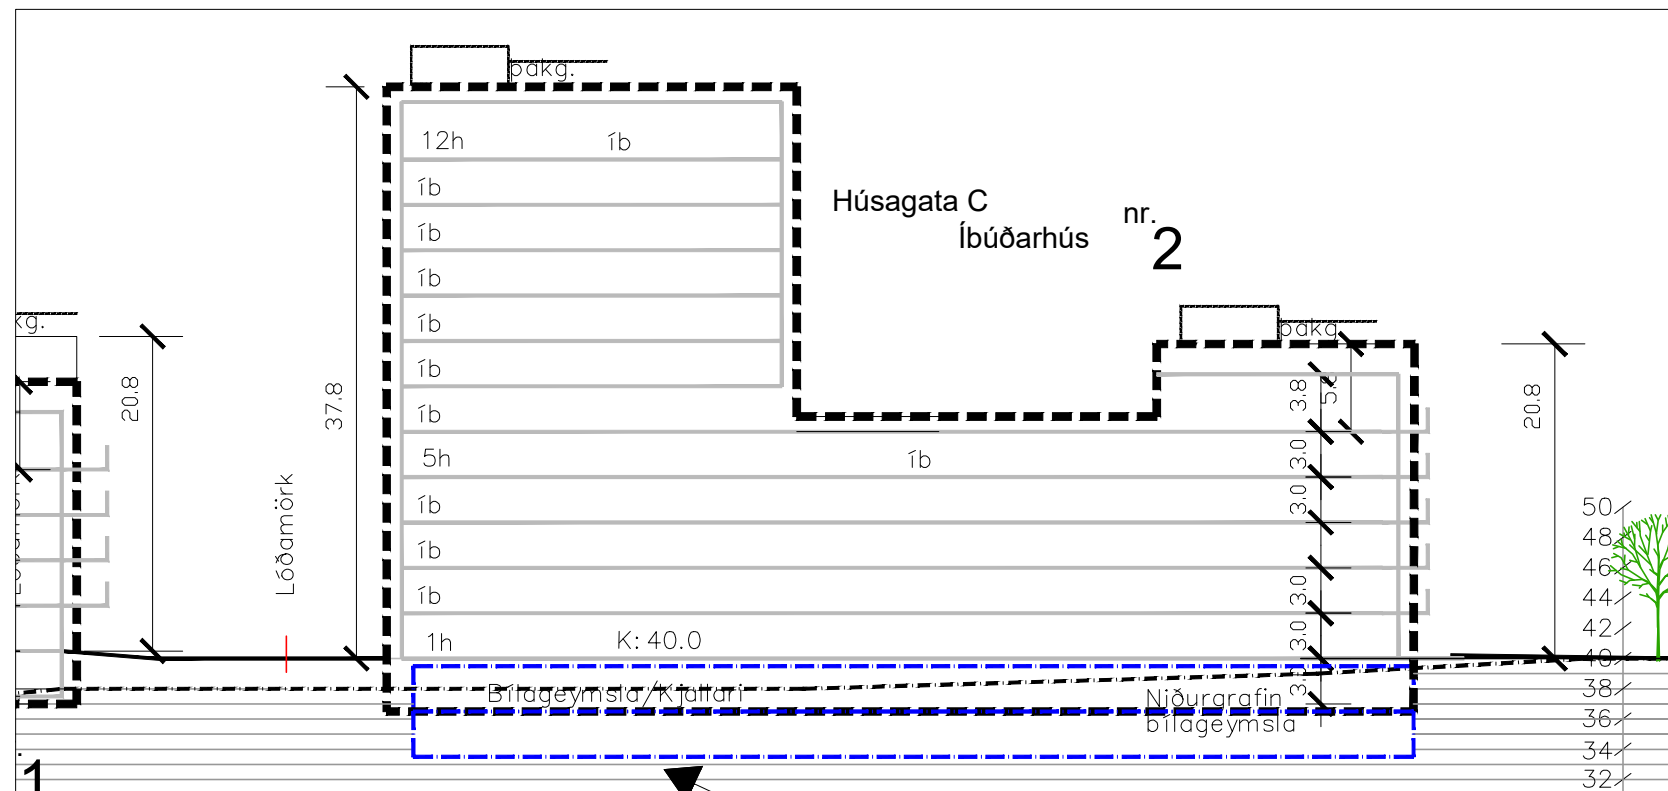 þakg.
12h íb
íb
íb
íb
íb
íb
íb
5h íb
íb
íb
íb
1h K: 40.0
Húsagata C
Íbúðarhús
nr.
2
kg.
20.8
37.8
Lóðamörk
þakg.
3.8
3.0
3.0
3.0
3.0
20.8
50
48
46
44
42
40
38
36
34
32
Bílageymsla/Kjallari
Niðurgrafin
bílageymsla
1